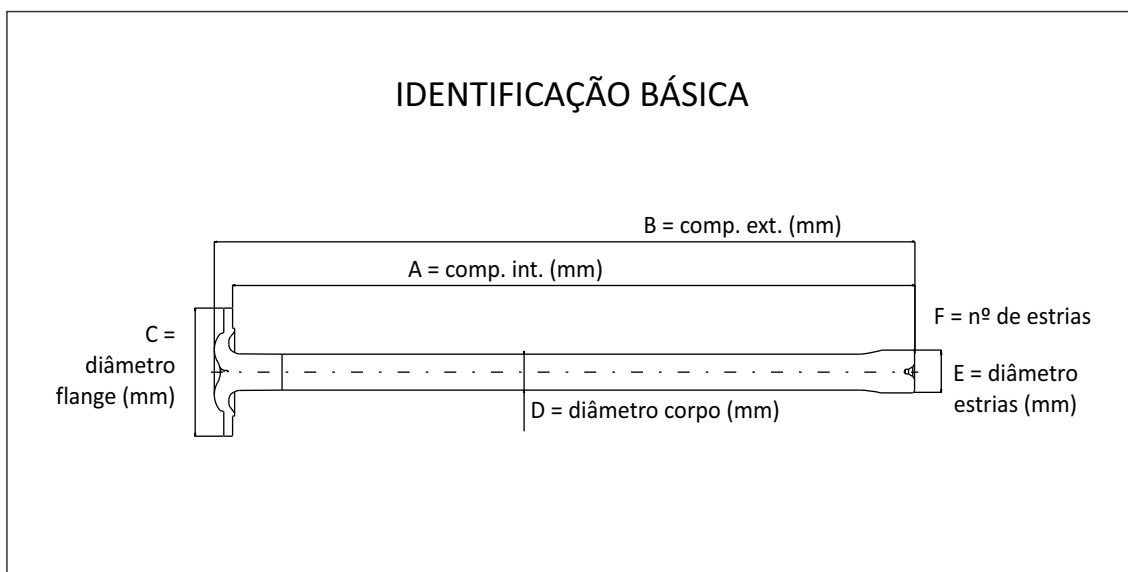 IDENTIFICAÇÃO BÁSICA
B = comp. ext. (mm)
A = comp. int. (mm)
F = nº de estrias
C =
diâmetro
flange (mm)
E = diâmetro
estrias (mm)
D = diâmetro corpo (mm)